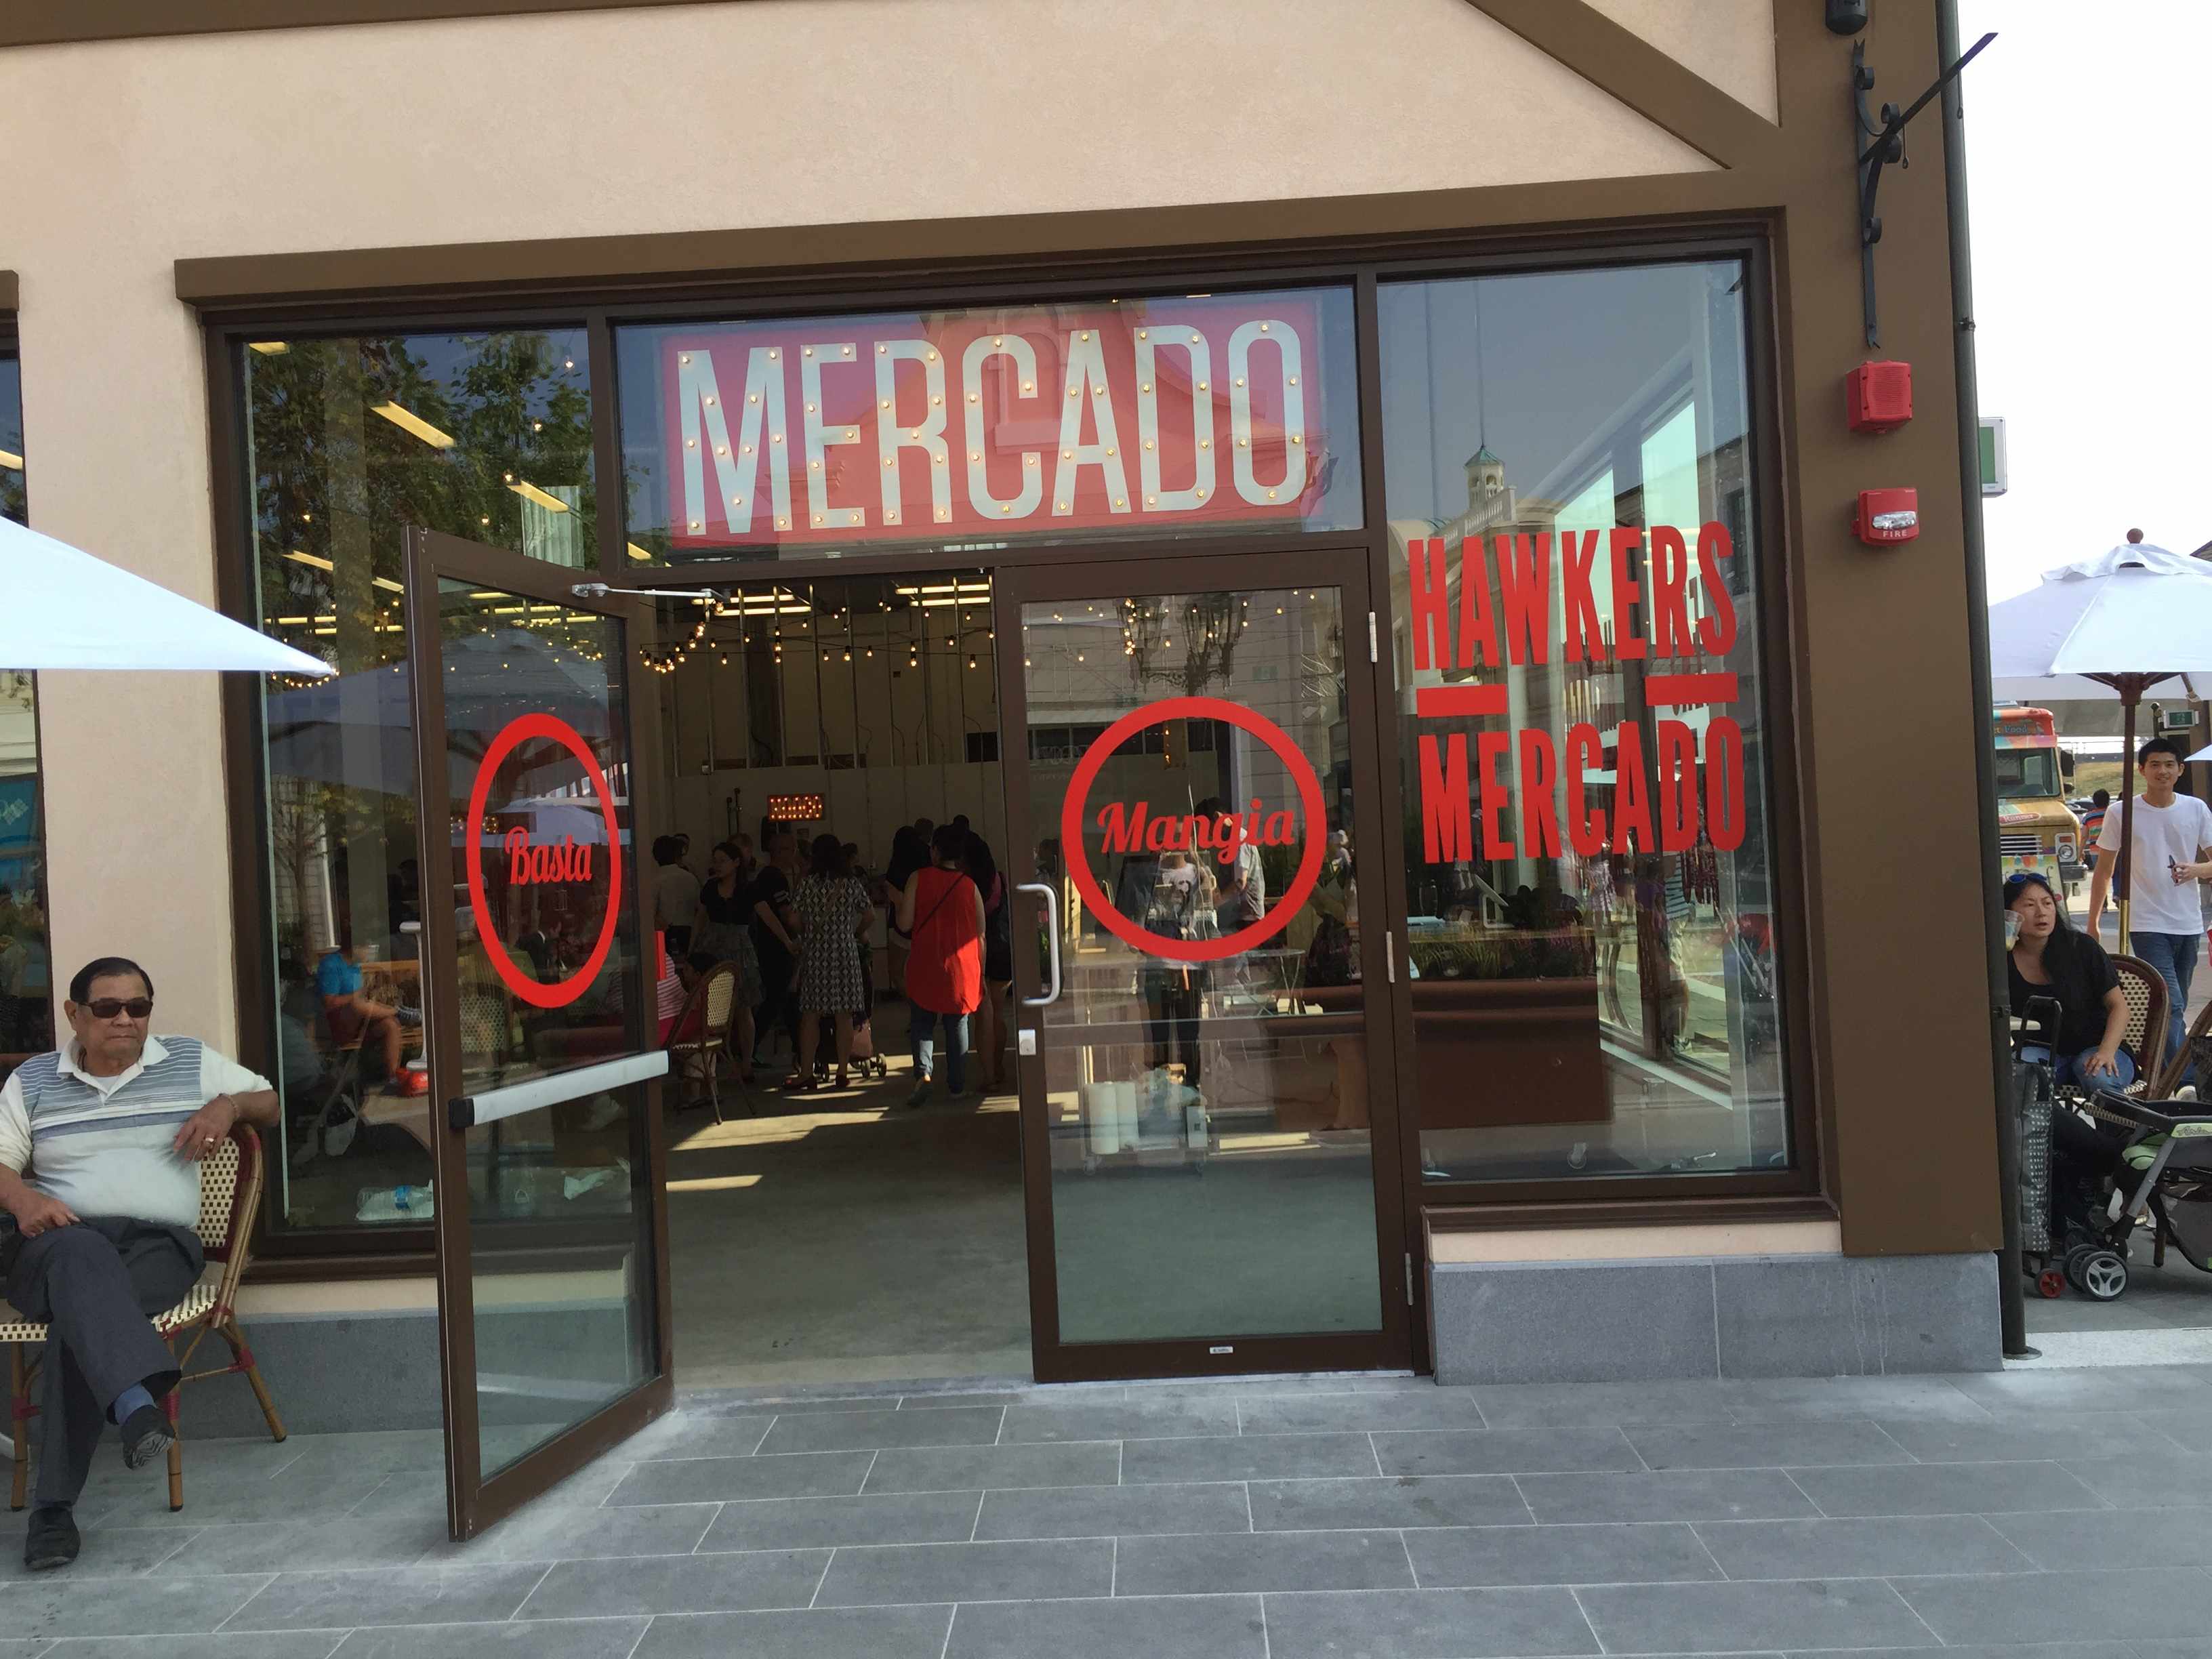 MERCADO
HAWKERS
MERCADO
Basta
Mangia
FIRE